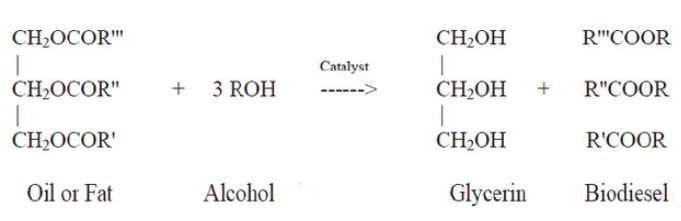 CH₂OCOR''' CH₂OH R'''COOR
| Catalyst |
CH₂OCOR" + 3 ROH ------> CH₂OH + R"COOR
| |
CH₂OCOR' CH₂OH R'COOR
Oil or Fat Alcohol Glycerin Biodiesel